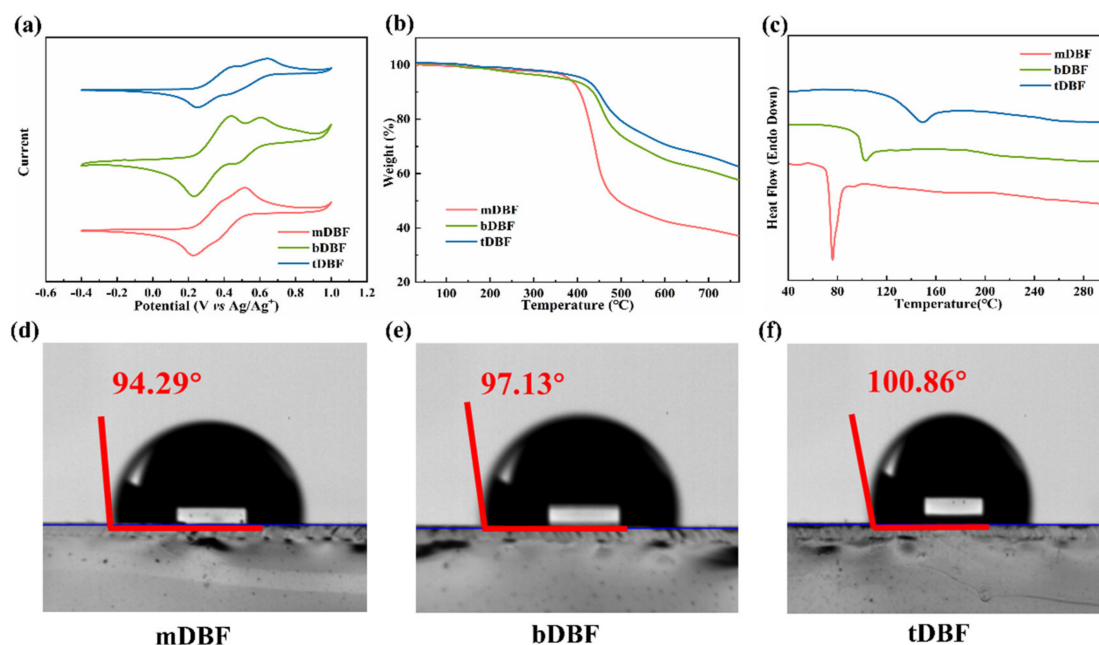 (a)
Current
mDBF
bDBF
tDBF
-0.6 -0.4 -0.2 0.0 0.2 0.4 0.6 0.8 1.0 1.2
Potential (V vs Ag/Ag+)
(b)
Weight (%)
100
80
60
40
20
mDBF
bDBF
tDBF
100 200 300 400 500 600 700
Temperature (°C)
(c)
Heat Flow (Endo Down)
mDBF
bDBF
tDBF
40 80 120 160 200 240 280
Temperature(°C)
(d)
94.29°
mDBF
(e)
97.13°
bDBF
(f)
100.86°
tDBF